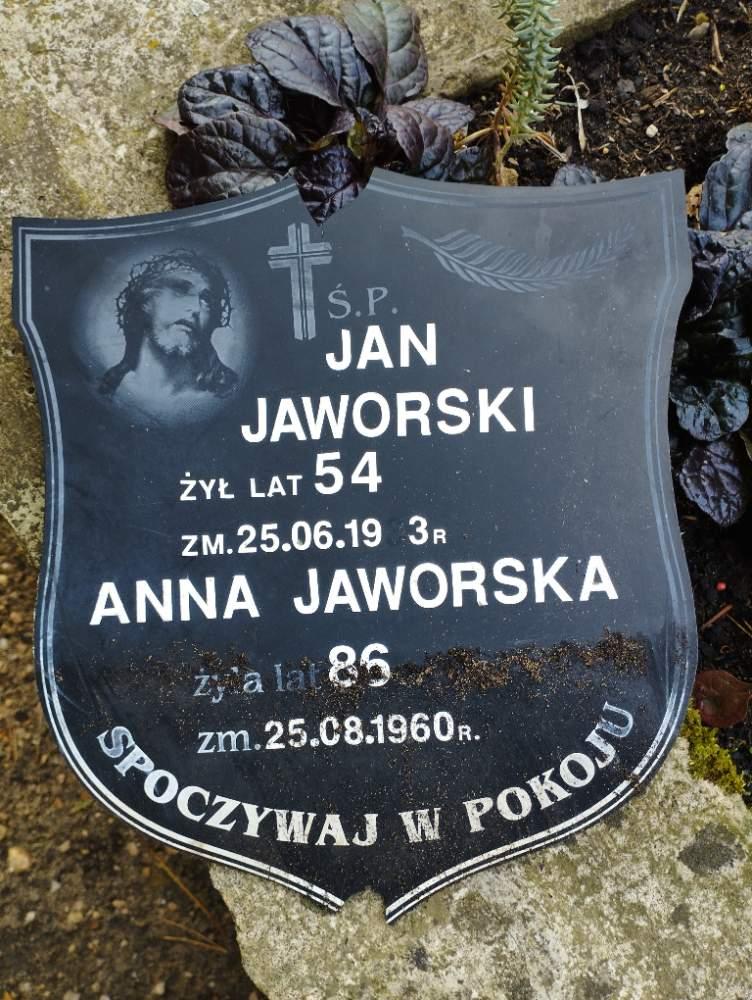 Ś.P.
JAN
JAWORSKI
ŻYŁ LAT 54
ZM.25.06.19 3R
ANNA JAWORSKA
żyła lat 86
zm.25.08.1960R.
SPOCZYWAJ W POKOJU